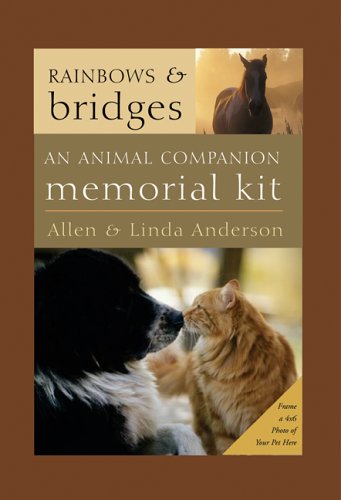 RAINBOWS &
bridges
AN ANIMAL COMPANION
memorial kit
Allen & Linda Anderson
Frame
a 4x6
Photo of
Your Pet Here